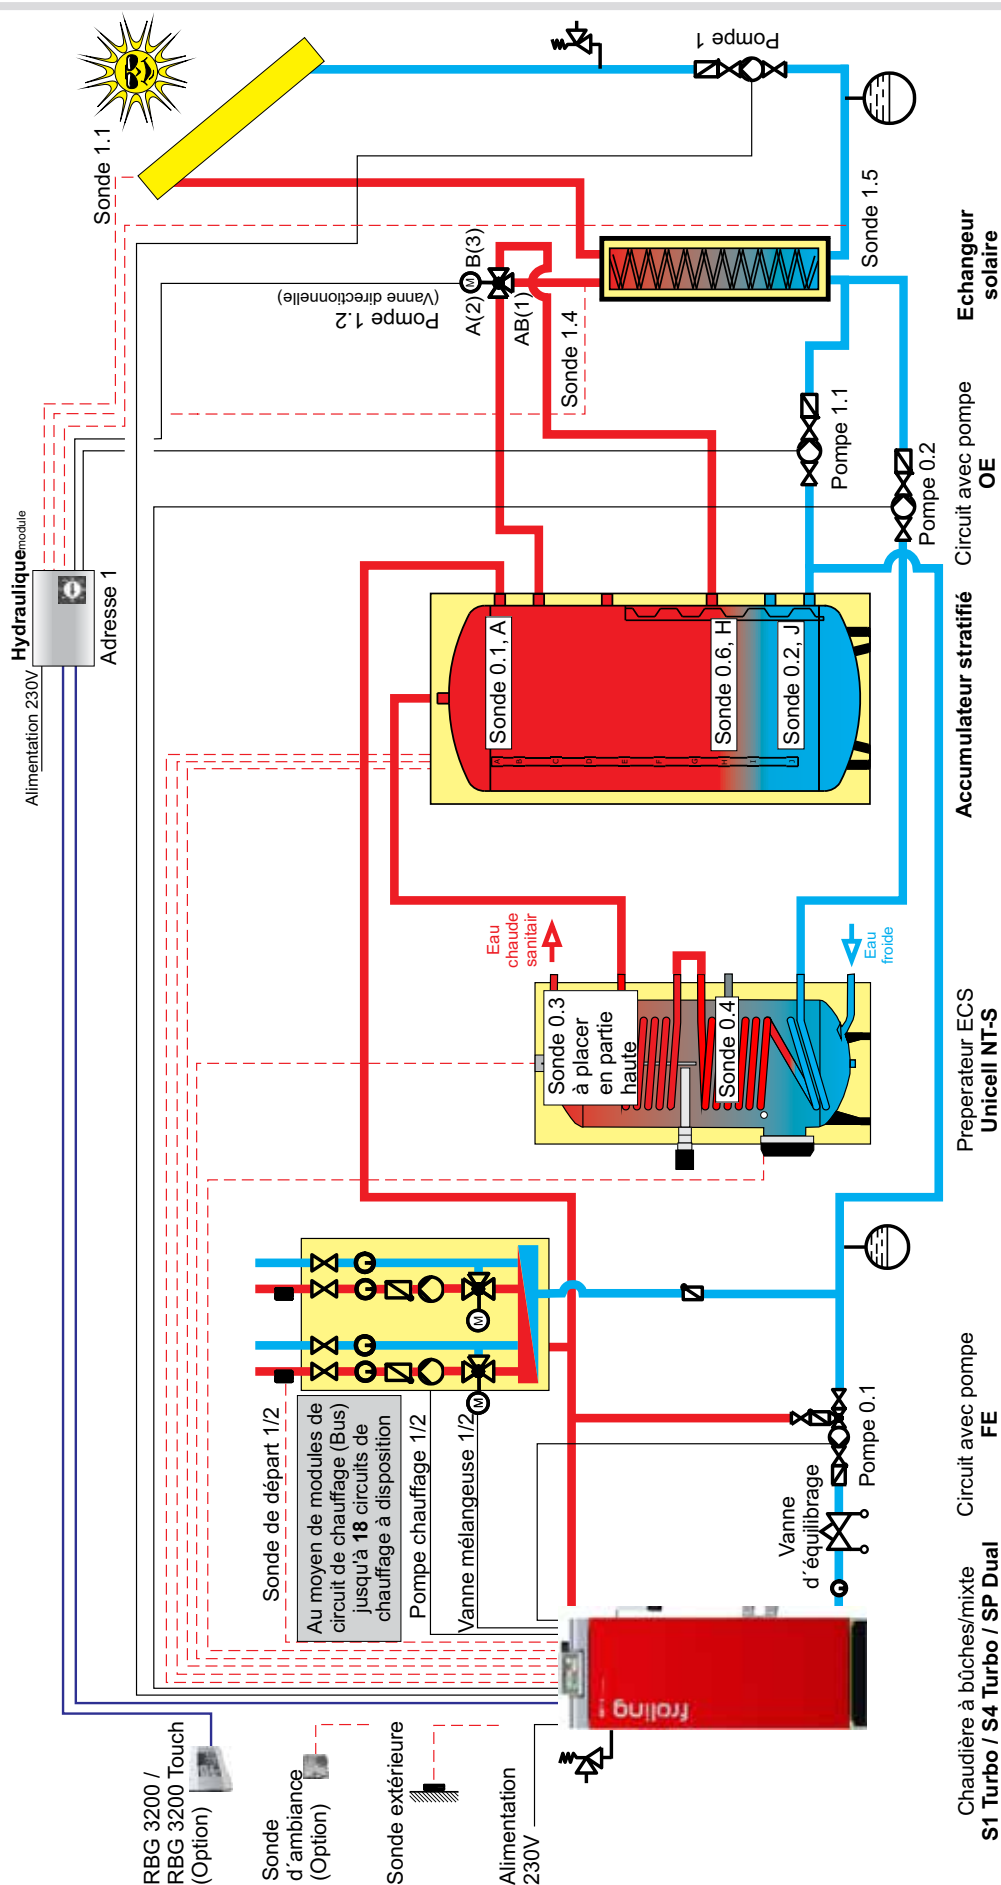 RBG 3200 /
RBG 3200 Touch
(Option)
Sonde
d´ambiance
(Option)
Sonde extérieure
Alimentation
230V
Alimentation 230V
Hydrauliquemodule
Adresse 1
Sonde de départ 1/2
Au moyen de modules de
circuit de chauffage (Bus)
jusqu'à 18 circuits de
chauffage à disposition
Pompe chauffage 1/2
Vanne mélangeuse 1/2
M
M
froling
Vanne
d´équilibrage
Pompe 0.1
Sonde 0.3
à placer
en partie
haute
Sonde 0.4
Eau
chaude
sanitair
Eau
froide
Sonde 0.1, A
Sonde 0.6, H
Sonde 0.2, J
A
B
C
D
E
F
G
H
I
J
Sonde 1.1
Pompe 1.2
(Vanne directionnelle)
M
A(2)
B(3)
AB(1)
Sonde 1.4
Sonde 1.5
Pompe 1
Pompe 1.1
Pompe 0.2
Chaudière à bûches/mixte
S1 Turbo / S4 Turbo / SP Dual
Circuit avec pompe
FE
Preperateur ECS
Unicell NT-S
Accumulateur stratifié
Circuit avec pompe
OE
Echangeur
solaire